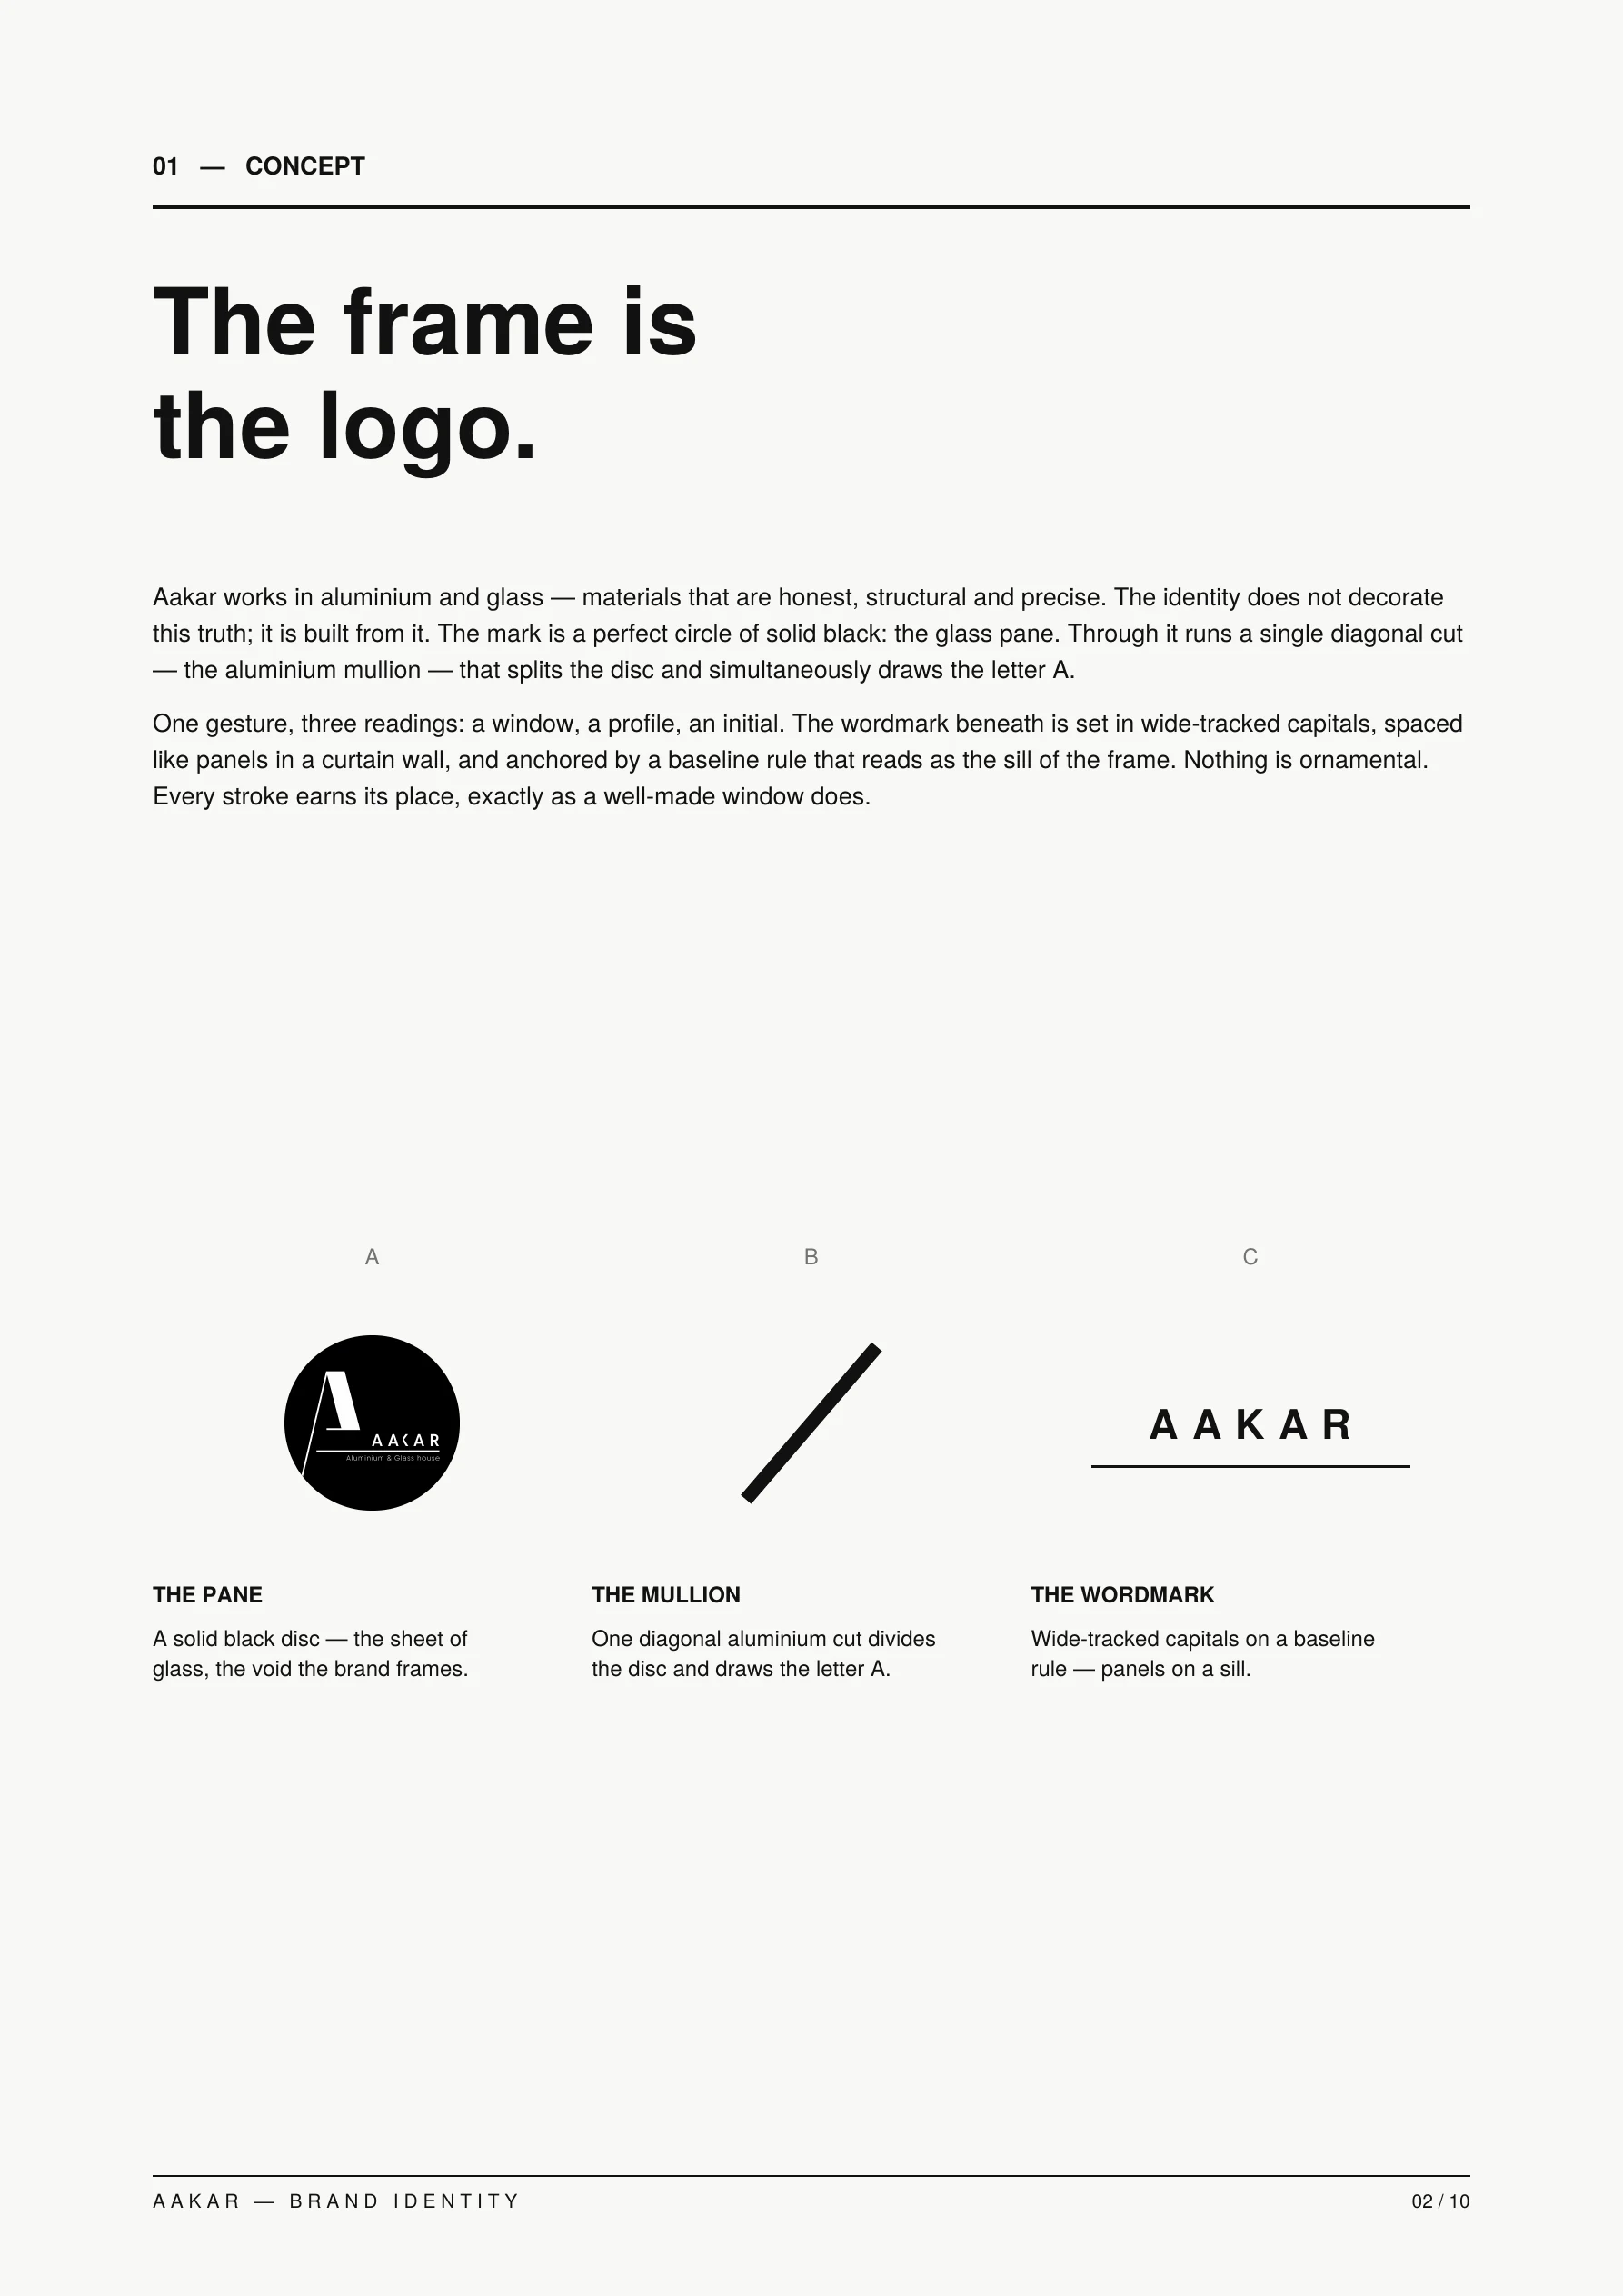 01 — CONCEPT
The frame is
the logo.
Aakar works in aluminium and glass — materials that are honest, structural and precise. The identity does not decorate
this truth; it is built from it. The mark is a perfect circle of solid black: the glass pane. Through it runs a single diagonal cut
— the aluminium mullion — that splits the disc and simultaneously draws the letter A.
One gesture, three readings: a window, a profile, an initial. The wordmark beneath is set in wide-tracked capitals, spaced
like panels in a curtain wall, and anchored by a baseline rule that reads as the sill of the frame. Nothing is ornamental.
Every stroke earns its place, exactly as a well-made window does.
A
B
C
A
AAKAR
Aluminium & Glass house
AAKAR
THE PANE
A solid black disc — the sheet of
glass, the void the brand frames.
THE MULLION
One diagonal aluminium cut divides
the disc and draws the letter A.
THE WORDMARK
Wide-tracked capitals on a baseline
rule — panels on a sill.
AAKAR — BRAND IDENTITY
02 / 10